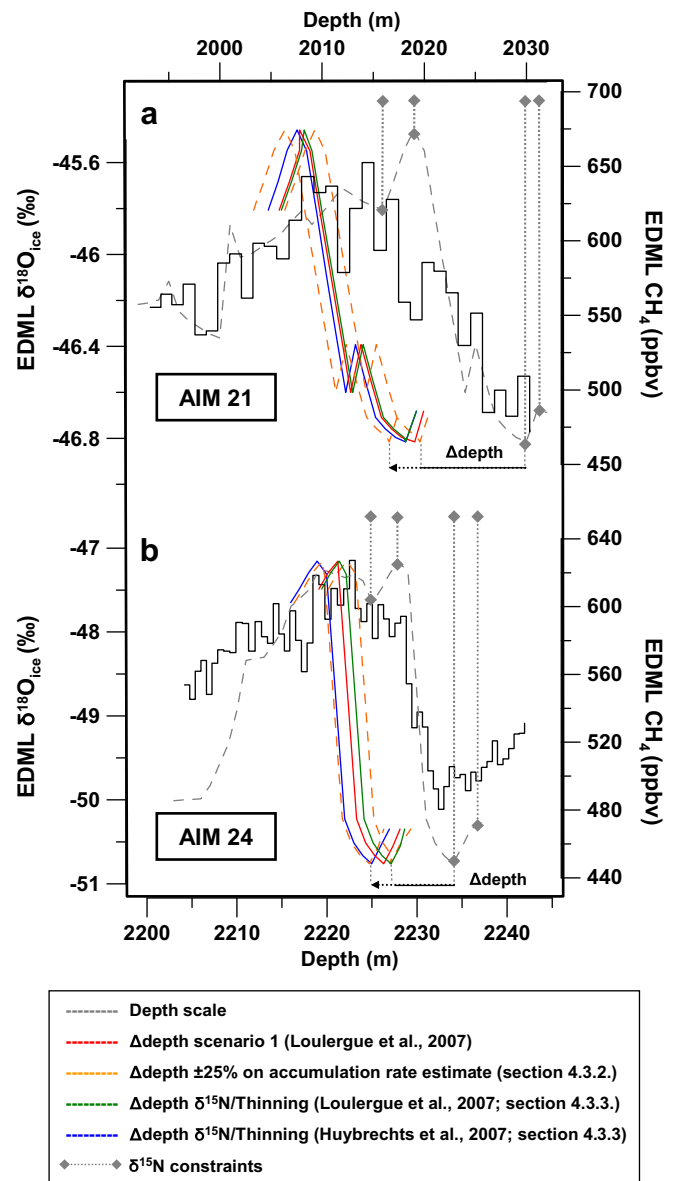 Depth (m)
2000 2010 2020 2030
a
700
650
600
550
500
450
-45.6
-46
-46.4
-46.8
EDML δ18Oice (‰)
EDML CH4 (ppbv)
AIM 21
Δdepth
b
640
600
560
520
480
440
-47
-48
-49
-50
-51
EDML δ18Oice (‰)
EDML CH4 (ppbv)
AIM 24
Δdepth
2200 2210 2220 2230 2240
Depth (m)
Depth scale
Δdepth scenario 1 (Loulergue et al., 2007)
Δdepth ±25% on accumulation rate estimate (section 4.3.2.)
Δdepth δ15N/Thinning (Loulergue et al., 2007; section 4.3.3.)
Δdepth δ15N/Thinning (Huybrechts et al., 2007; section 4.3.3)
δ15N constraints